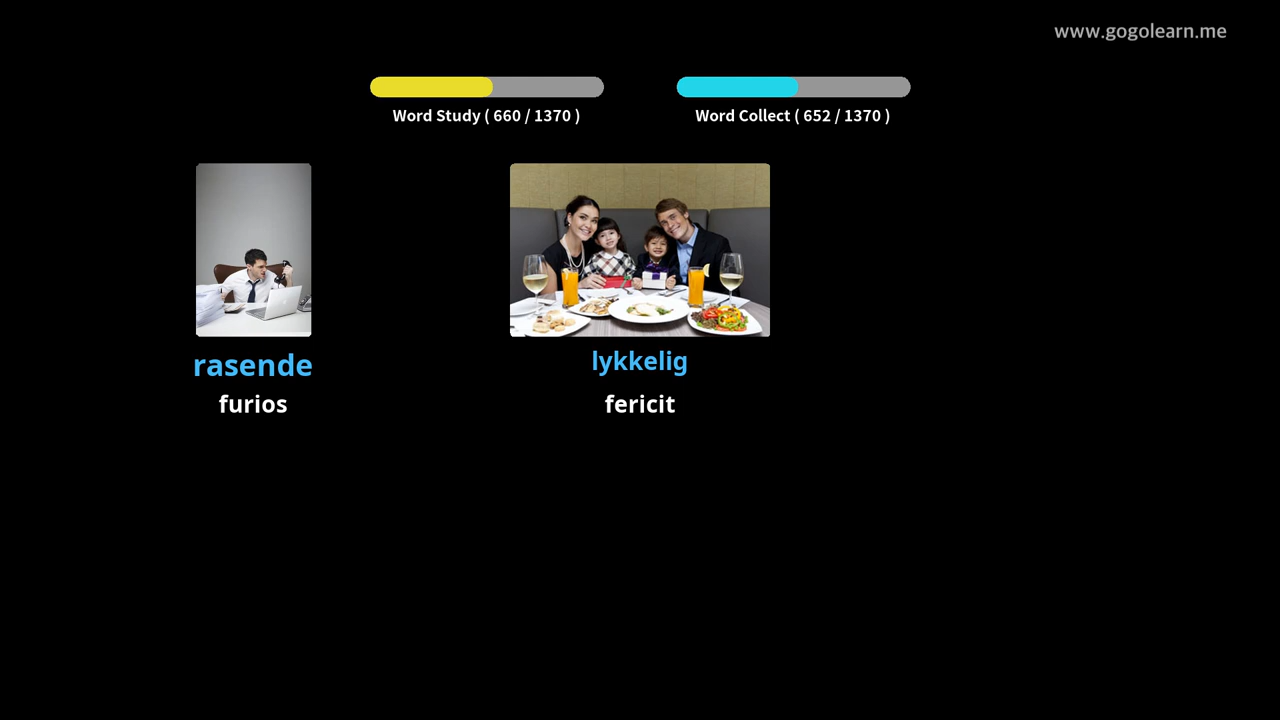 www.gogolearn.me
Word Study ( 660 / 1370 )
Word Collect ( 652 / 1370 )
rasende
lykkelig
furios
fericit